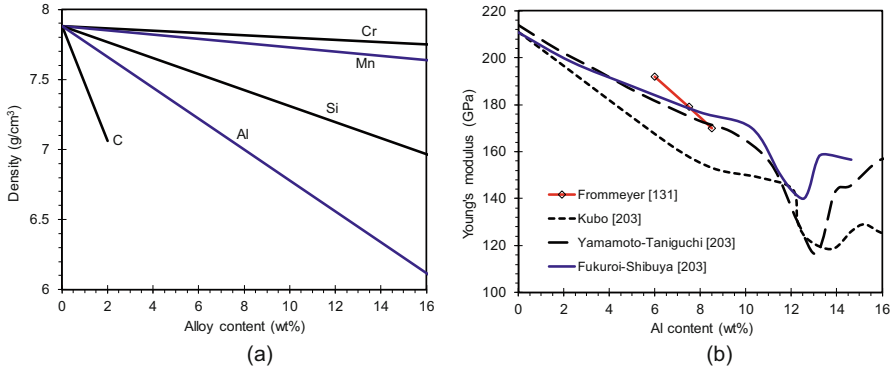 (a)
Density (g/cm³)
8
7.5
7
6.5
6
Cr
Mn
Si
Al
C
0 2 4 6 8 10 12 14 16
Alloy content (wt%)
(b)
Young's modulus (GPa)
220
200
180
160
140
120
100
Frommeyer [131]
Kubo [203]
Yamamoto-Taniguchi [203]
Fukuroi-Shibuya [203]
0 2 4 6 8 10 12 14 16
Al content (wt%)
(a)
(b)